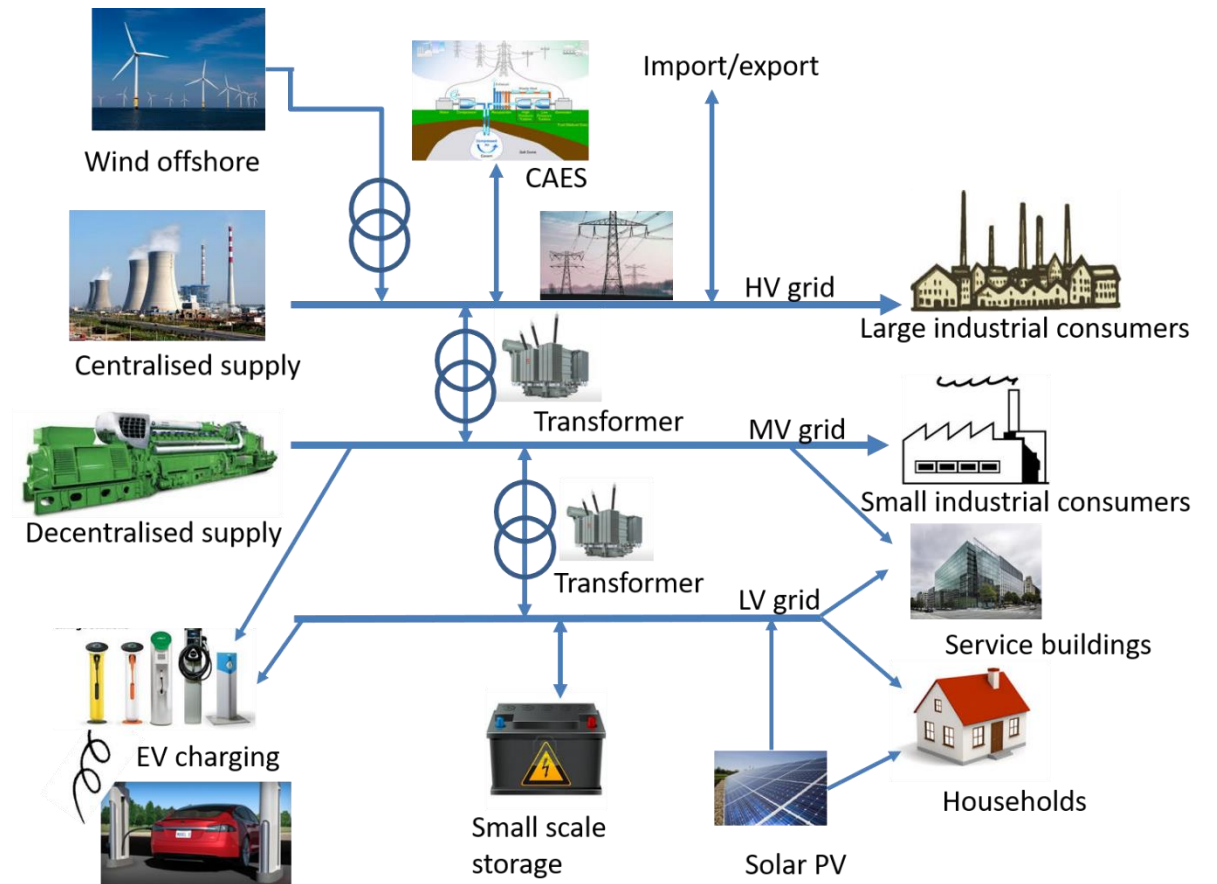 Wind offshore
CAES
Import/export
HV grid
Large industrial consumers
Centralised supply
Transformer
MV grid
Small industrial consumers
Decentralised supply
Transformer
LV grid
Service buildings
EV charging
Small scale
storage
Solar PV
Households